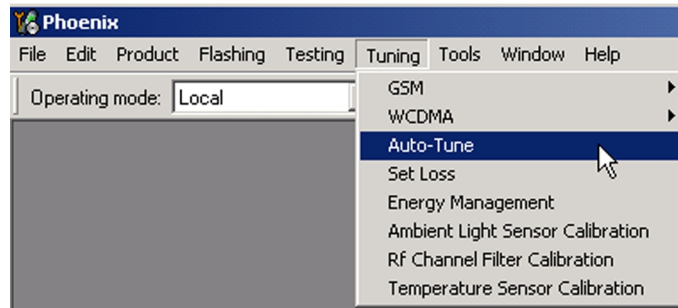 Phoenix
File Edit Product Flashing Testing Tuning Tools Window Help
Operating mode: Local
GSM
WCDMA
Auto-Tune
Set Loss
Energy Management
Ambient Light Sensor Calibration
Rf Channel Filter Calibration
Temperature Sensor Calibration